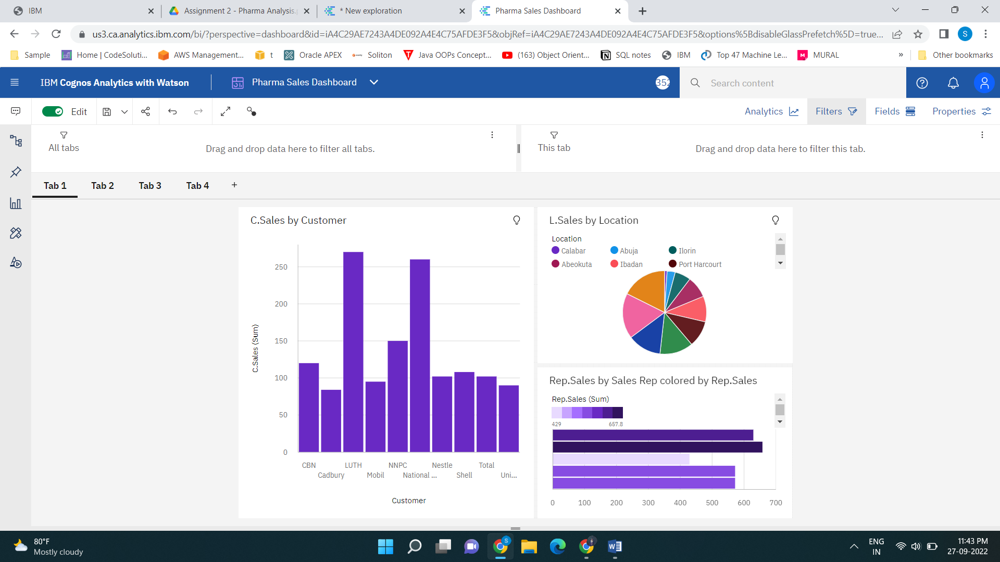 IBM
Assignment 2 - Pharma Analysis.
* New exploration
Pharma Sales Dashboard
us3.ca.analytics.ibm.com/bi/?perspective=dashboard&id=iA4C29AE7243A4DE092A4E4C75AFDE3F5&objRef=iA4C29AE7243A4DE092A4E4C75AFDE3F5&options%5BdisableGlassPrefetch%5D=true...
S
Sample
Home | CodeSoluti...
AWS Management...
t
Oracle APEX
Soliton
Java OOPs Concept...
(163) Object Orient...
SQL notes
IBM
Top 47 Machine Le...
MURAL
»
Other bookmarks
IBM Cognos Analytics with Watson
Pharma Sales Dashboard
352
Search content
Edit
Analytics
Filters
Fields
Properties
All tabs
Drag and drop data here to filter all tabs.
This tab
Drag and drop data here to filter this tab.
Tab 1
Tab 2
Tab 3
Tab 4
+
C.Sales by Customer
C.Sales (Sum)
250
200
150
100
50
0
CBN
Cadbury
LUTH
Mobil
NNPC
National ...
Nestle
Shell
Total
Uni...
Customer
L.Sales by Location
Location
Calabar
Abuja
Ilorin
Abeokuta
Ibadan
Port Harcourt
Rep.Sales by Sales Rep colored by Rep.Sales
Rep.Sales (Sum)
429
657.8
0
100
200
300
400
500
600
700
80°F
Mostly cloudy
S
W
ENG
IN
11:43 PM
27-09-2022